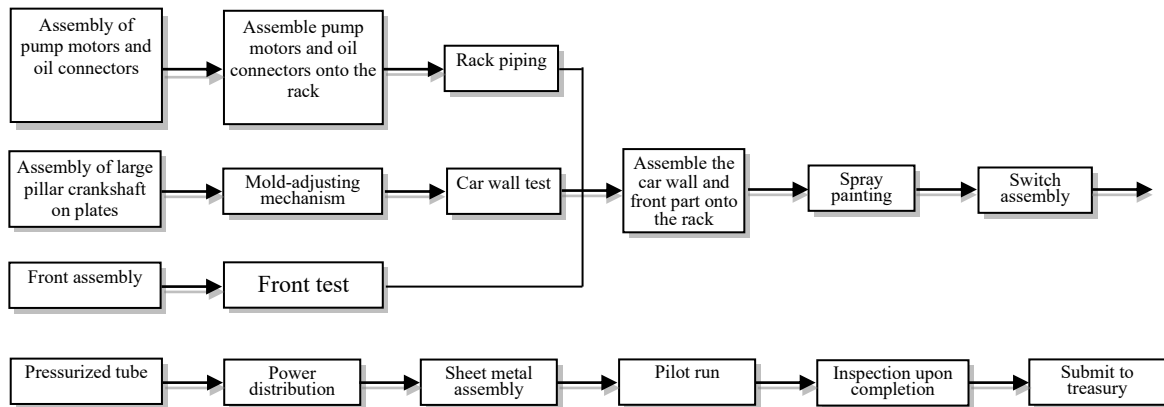 Assembly of
pump motors and
oil connectors
Assemble pump
motors and oil
connectors onto the
rack
Rack piping
Assembly of large
pillar crankshaft
on plates
Mold-adjusting
mechanism
Car wall test
Assemble the
car wall and
front part onto
the rack
Spray
painting
Switch
assembly
Front assembly
Front test
Pressurized tube
Power
distribution
Sheet metal
assembly
Pilot run
Inspection upon
completion
Submit to
treasury